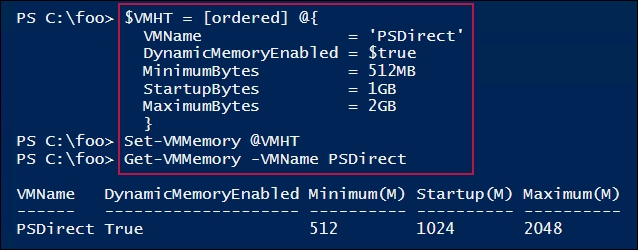 PS C:\foo> $VMHT = [ordered] @{
VMName = 'PSDirect'
DynamicMemoryEnabled = $true
MinimumBytes = 512MB
StartupBytes = 1GB
MaximumBytes = 2GB
}
PS C:\foo> Set-VMMemory @VMHT
PS C:\foo> Get-VMMemory -VMName PSDirect
VMName DynamicMemoryEnabled Minimum(M) Startup(M) Maximum(M)
------ -------------------- ---------- ---------- ----------
PSDirect True 512 1024 2048